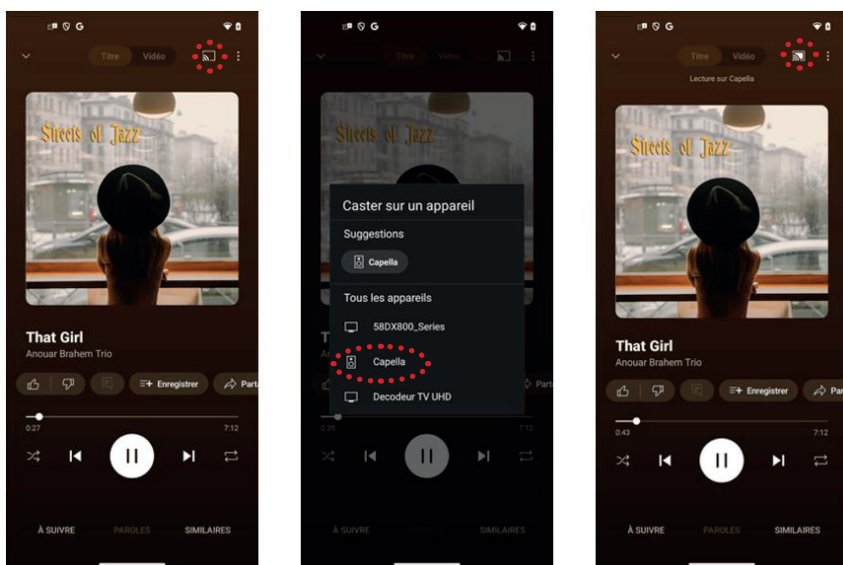 G
Titre Vidéo
Streets of Jazz
That Girl
Anouar Brahem Trio
Enregistrer Part
0:27 7:12
À SUIVRE PAROLES SIMILAIRES
G
Titre Vidéo
Streets of Jazz
Caster sur un appareil
Suggestions
Capella
Tous les appareils
58DX800_Series
Capella
Decodeur TV UHD
T
Part
0:35 7:12
À SUIVRE SIMILAIRES
G
Titre Vidéo
Lecture sur Capella
Streets of Jazz
That Girl
Anouar Brahem Trio
Enregistrer Par
0:43 7:12
À SUIVRE PAROLES SIMILAIRES